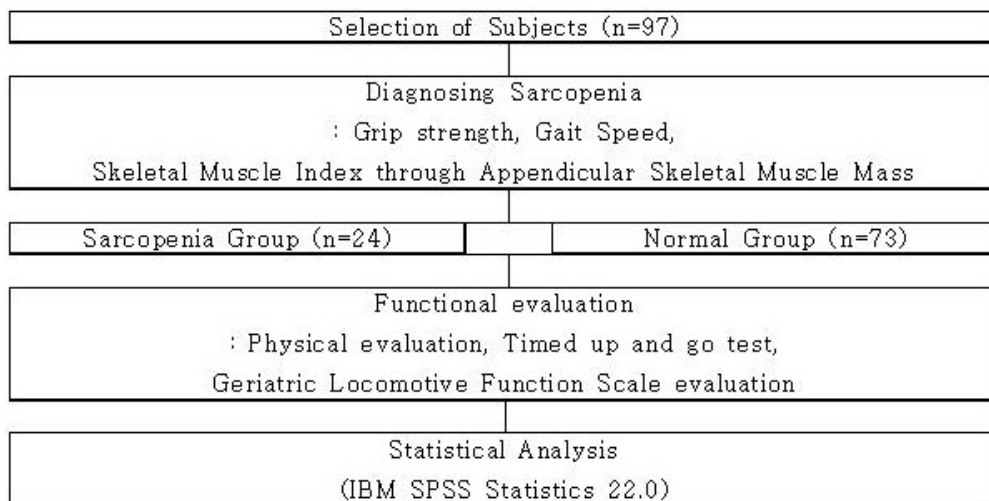 Selection of Subjects (n=97)
Diagnosing Sarcopenia
: Grip strength, Gait Speed,
Skeletal Muscle Index through Appendicular Skeletal Muscle Mass
Sarcopenia Group (n=24)
Normal Group (n=73)
Functional evaluation
: Physical evaluation, Timed up and go test,
Geriatric Locomotive Function Scale evaluation
Statistical Analysis
(IBM SPSS Statistics 22.0)